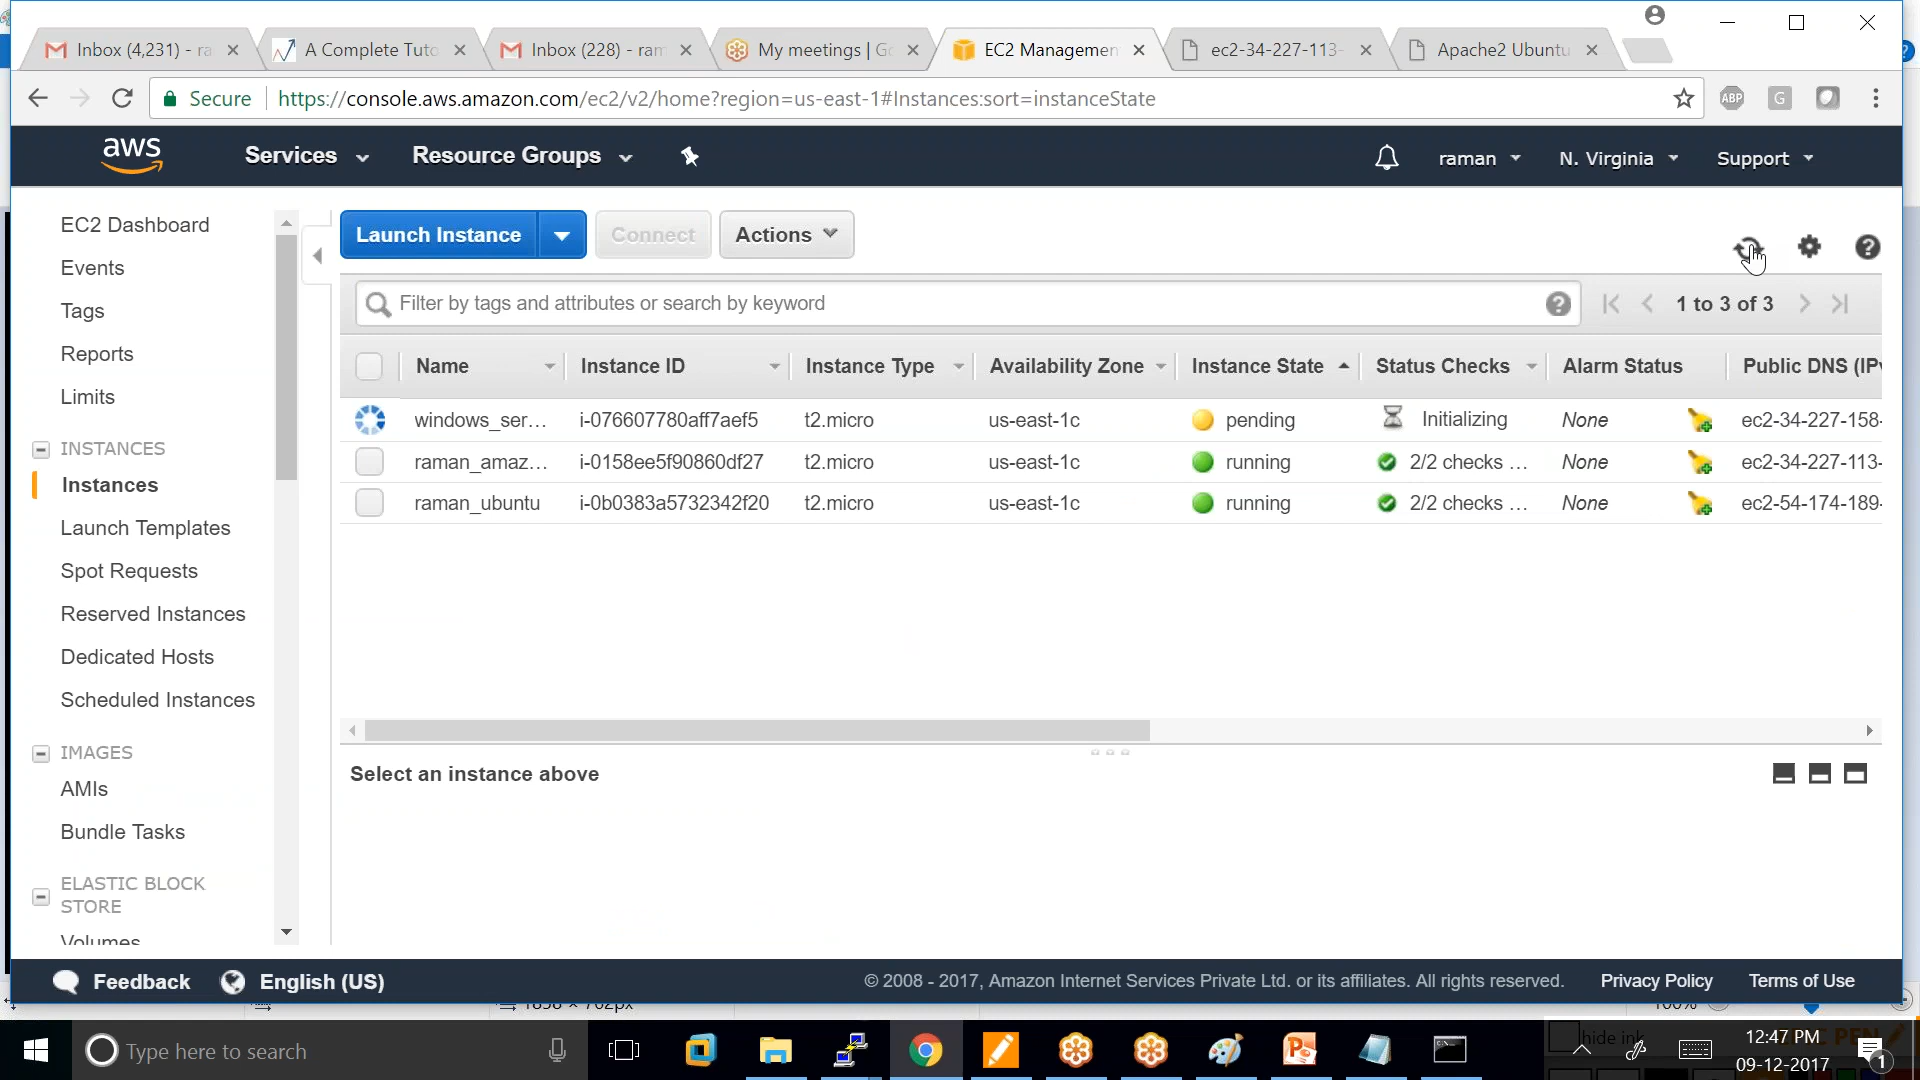 Inbox (4,231) - ra
A Complete Tuto
Inbox (228) - ram
My meetings | Go
EC2 Managemen
ec2-34-227-113-
Apache2 Ubuntu
Secure
https://console.aws.amazon.com/ec2/v2/home?region=us-east-1#Instances:sort=instanceState
ABP
G
aws
Services
Resource Groups
raman
N. Virginia
Support
EC2 Dashboard
Events
Tags
Reports
Limits
INSTANCES
Instances
Launch Templates
Spot Requests
Reserved Instances
Dedicated Hosts
Scheduled Instances
IMAGES
AMIs
Bundle Tasks
ELASTIC BLOCK
STORE
Volumes
Launch Instance
Connect
Actions
Filter by tags and attributes or search by keyword
1 to 3 of 3
Name Instance ID Instance Type Availability Zone Instance State Status Checks Alarm Status Public DNS (IPv
windows_ser... i-076607780aff7aef5 t2.micro us-east-1c pending Initializing None ec2-34-227-158-
raman_amaz... i-0158ee5f90860df27 t2.micro us-east-1c running 2/2 checks ... None ec2-34-227-113-
raman_ubuntu i-0b0383a5732342f20 t2.micro us-east-1c running 2/2 checks ... None ec2-54-174-189-
Select an instance above
Feedback
English (US)
© 2008 - 2017, Amazon Internet Services Private Ltd. or its affiliates. All rights reserved.
Privacy Policy
Terms of Use
100%
Type here to search
hide ink
12:47 PM
09-12-2017
1